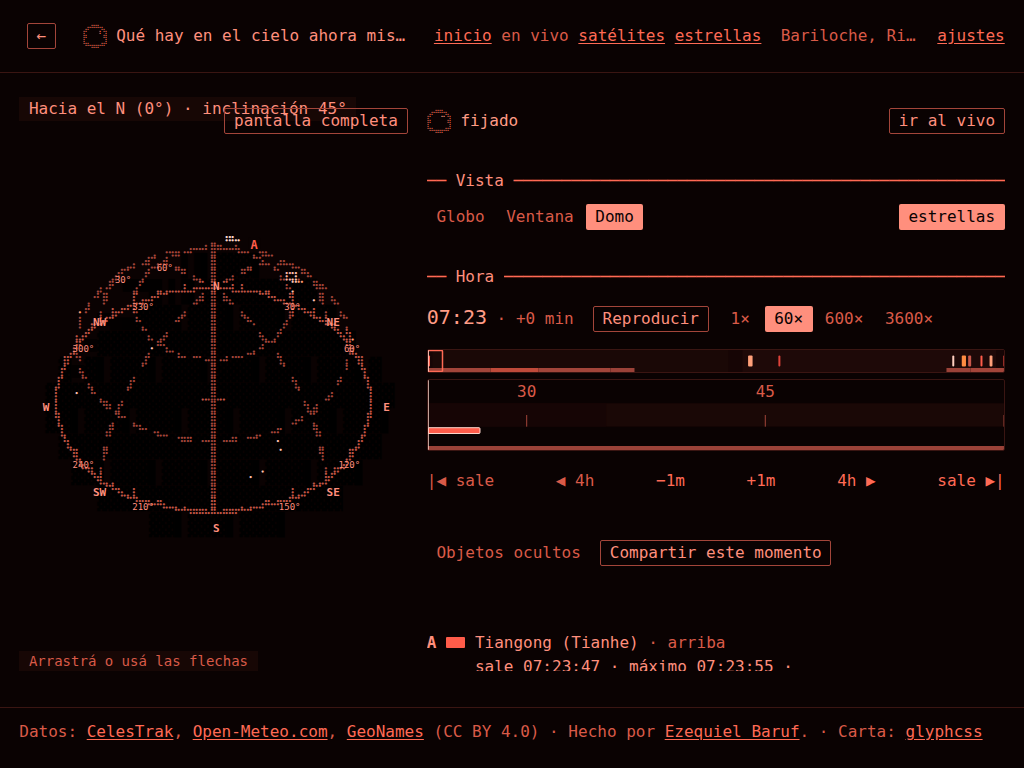 ← Qué hay en el cielo ahora mis… inicio en vivo satélites estrellas Bariloche, Ri… ajustes
Hacia el N (0°) · inclinación 45°
pantalla completa
fijado
ir al vivo
Vista
Globo Ventana Domo estrellas
Hora
07:23 · +0 min Reproducir 1× 60× 600× 3600×
30 45
|◀ sale ◀ 4h −1m +1m 4h ▶ sale ▶|
Objetos ocultos Compartir este momento
A Tiangong (Tianhe) · arriba
sale 07:23:47 · máximo 07:23:55 ·
A
60°
30°
N
330°
30°
NW
NE
300°
60°
W
E
240°
120°
SW
SE
210°
150°
S
Arrastrá o usá las flechas
Datos: CelesTrak, Open-Meteo.com, GeoNames (CC BY 4.0) · Hecho por Ezequiel Baruf. · Carta: glyphcss